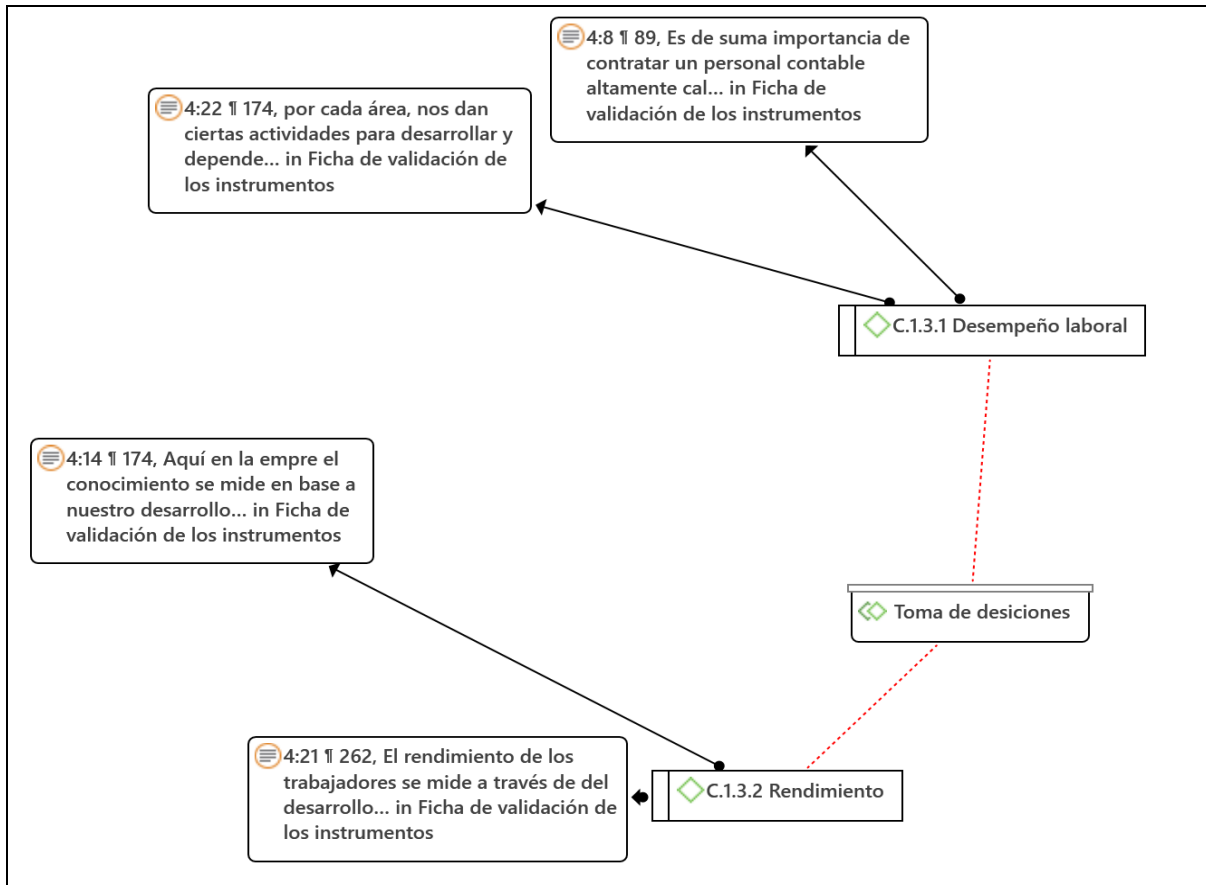 4:8 ¶ 89, Es de suma importancia de
contratar un personal contable
altamente cal... in Ficha de
validación de los instrumentos
4:22 ¶ 174, por cada área, nos dan
ciertas actividades para desarrollar y
depende... in Ficha de validación de
los instrumentos
C.1.3.1 Desempeño laboral
4:14 ¶ 174, Aquí en la empre el
conocimiento se mide en base a
nuestro desarrollo... in Ficha de
validación de los instrumentos
Toma de desiciones
4:21 ¶ 262, El rendimiento de los
trabajadores se mide a través de del
desarrollo... in Ficha de validación de
los instrumentos
C.1.3.2 Rendimiento